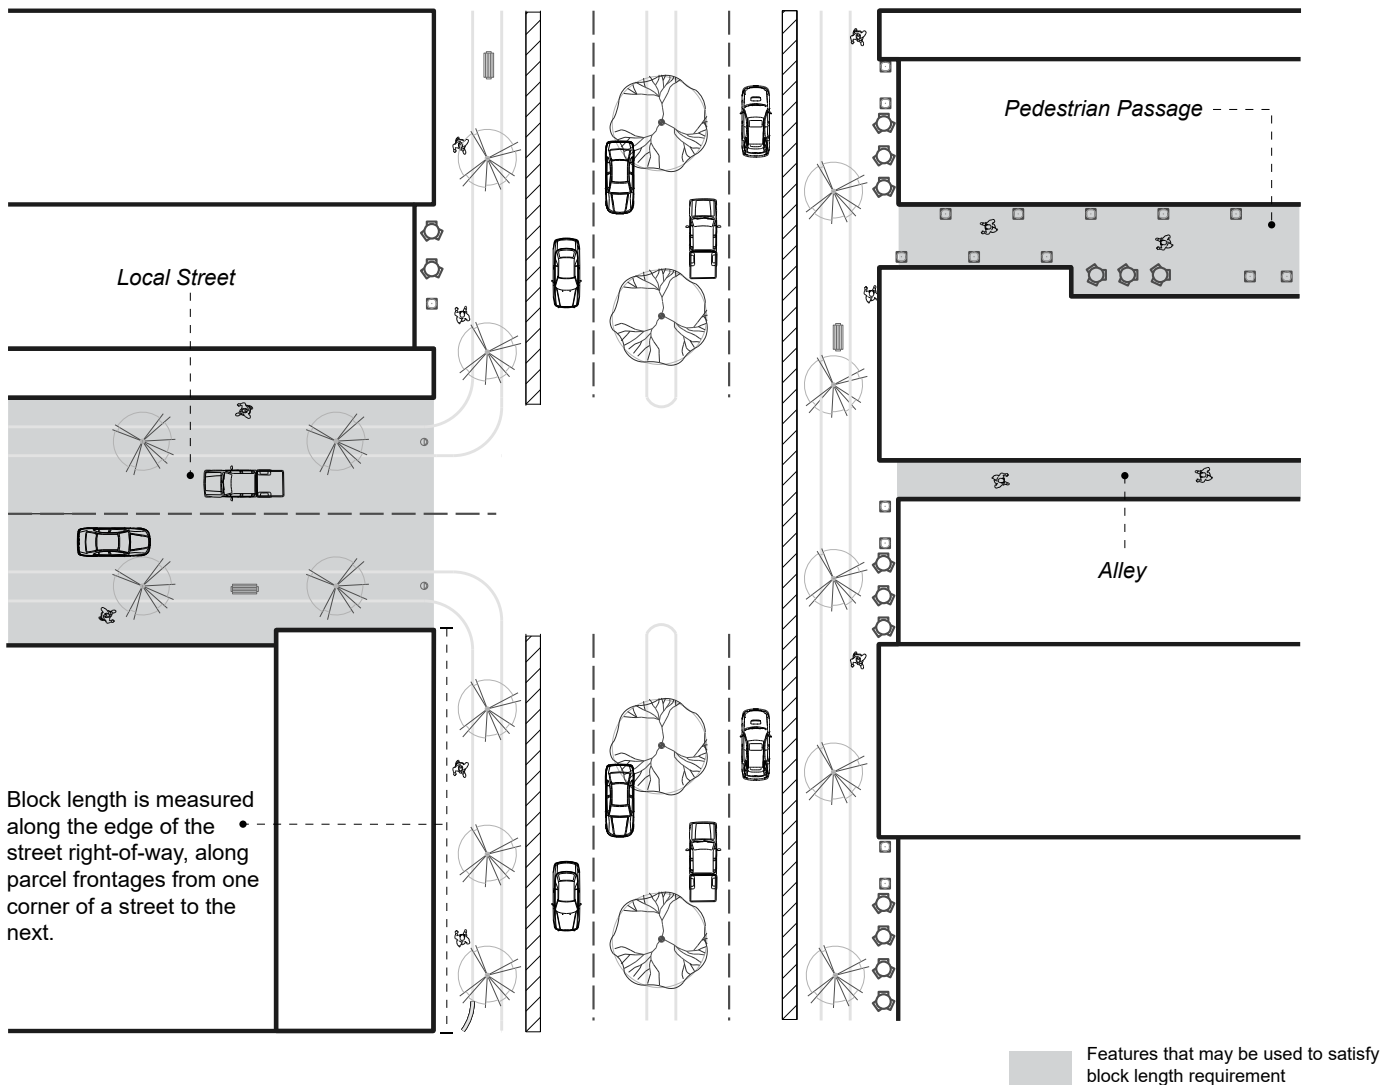 Pedestrian Passage
Local Street
Alley
Block length is measured
along the edge of the
street right-of-way, along
parcel frontages from one
corner of a street to the
next.
Features that may be used to satisfy
block length requirement